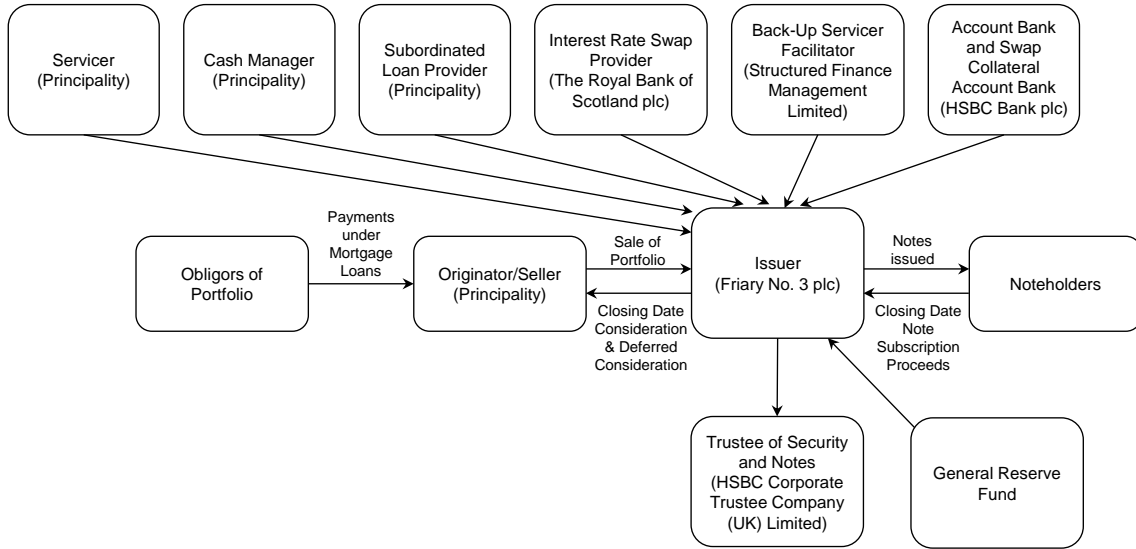 Servicer
(Principality)
Cash Manager
(Principality)
Subordinated
Loan Provider
(Principality)
Interest Rate Swap
Provider
(The Royal Bank of
Scotland plc)
Back-Up Servicer
Facilitator
(Structured Finance
Management
Limited)
Account Bank
and Swap
Collateral
Account Bank
(HSBC Bank plc)
Obligors of
Portfolio
Payments
under
Mortgage
Loans
Originator/Seller
(Principality)
Sale of
Portfolio
Closing Date
Consideration
& Deferred
Consideration
Issuer
(Friary No. 3 plc)
Notes
issued
Closing Date
Note
Subscription
Proceeds
Noteholders
Trustee of Security
and Notes
(HSBC Corporate
Trustee Company
(UK) Limited)
General Reserve
Fund